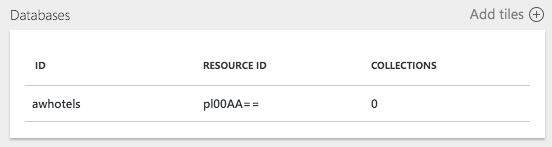 Databases
Add tiles
ID RESOURCE ID COLLECTIONS
awhotels pl00AA== 0